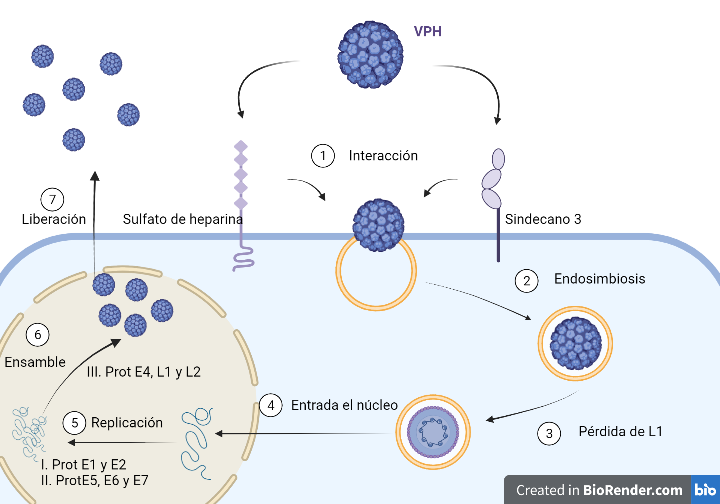 VPH
1 Interacción
7
Liberación
Sulfato de heparina
Sindecano 3
2 Endosimbiosis
6
Ensamble
III. Prot E4, L1 y L2
4 Entrada el núcleo
5 Replicación
3 Pérdida de L1
I. Prot E1 y E2
II. ProtE5, E6 y E7
Created in BioRender.com bio